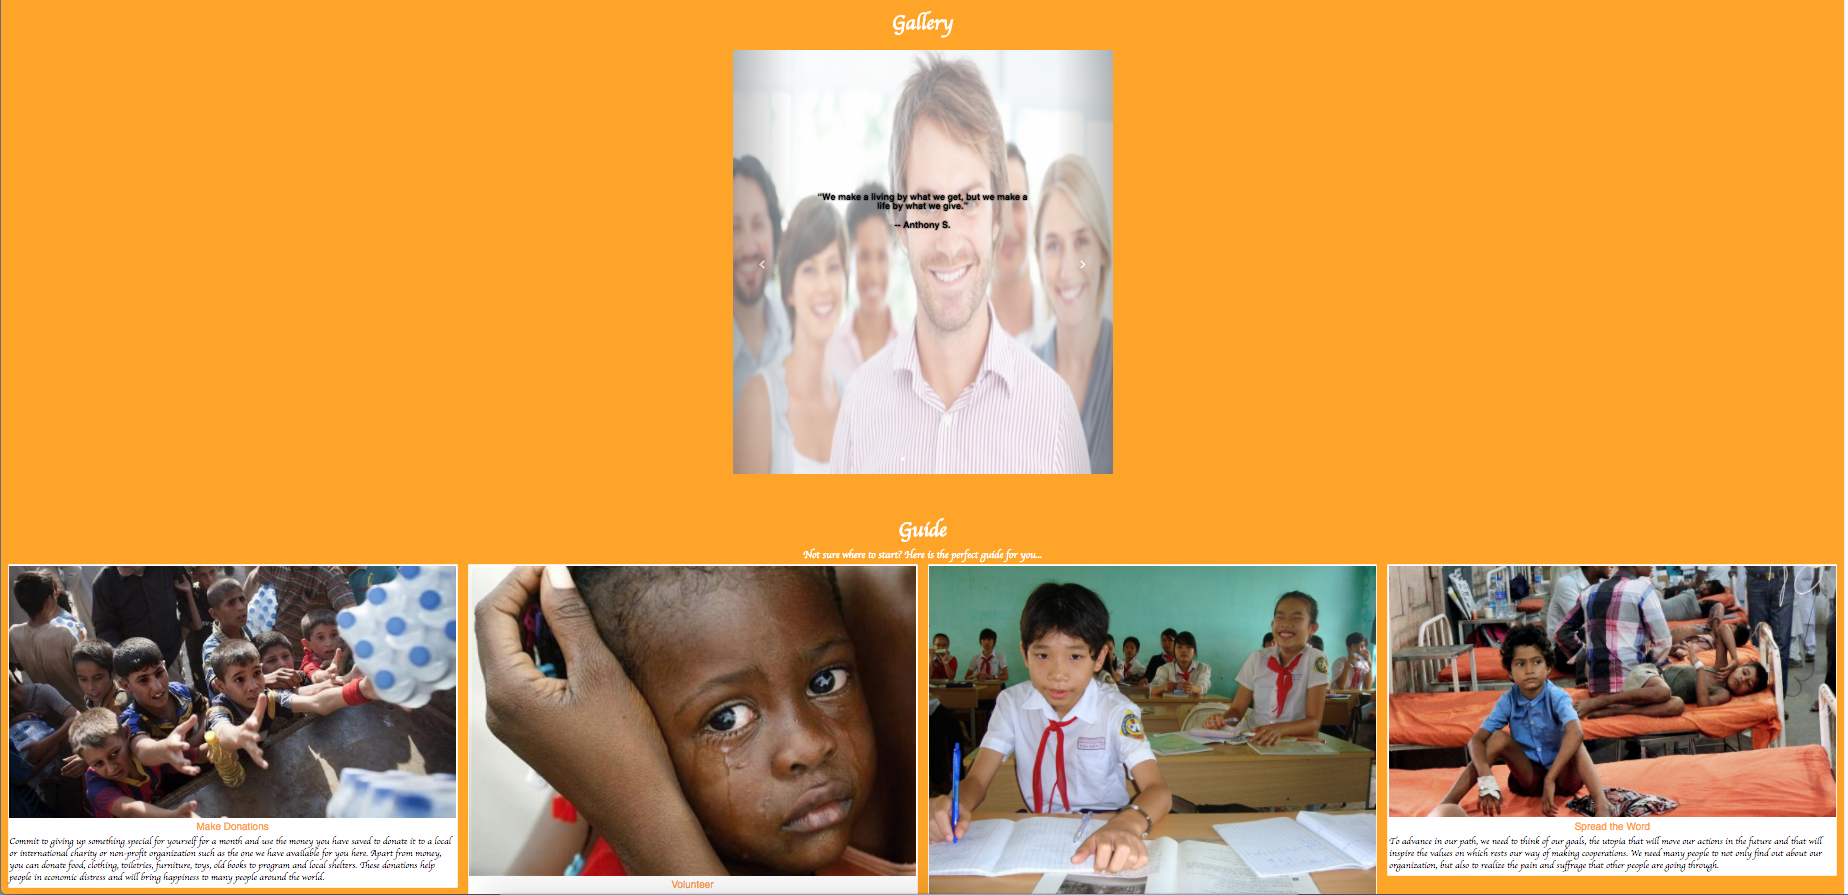 Gallery
“We make a living by what we get, but we make a
life by what we give.”
-- Anthony S.
Guide
Not sure where to start? Here is the perfect guide for you...
Make Donations
Commit to giving up something special for yourself for a month and use the money you have saved to donate it to a local
or international charity or non-profit organization such as the one we have available for you here. Apart from money,
you can donate food, clothing, toiletries, furniture, toys, old books to program and local shelters. These donations help
people in economic distress and will bring happiness to many people around the world.
Volunteer
Spread the Word
To advance in our path, we need to think of our goals, the utopia that will move our actions in the future and that will
inspire the values on which rests our way of making cooperations. We need many people to not only find out about our
organization, but also to realize the pain and suffrage that other people are going through.